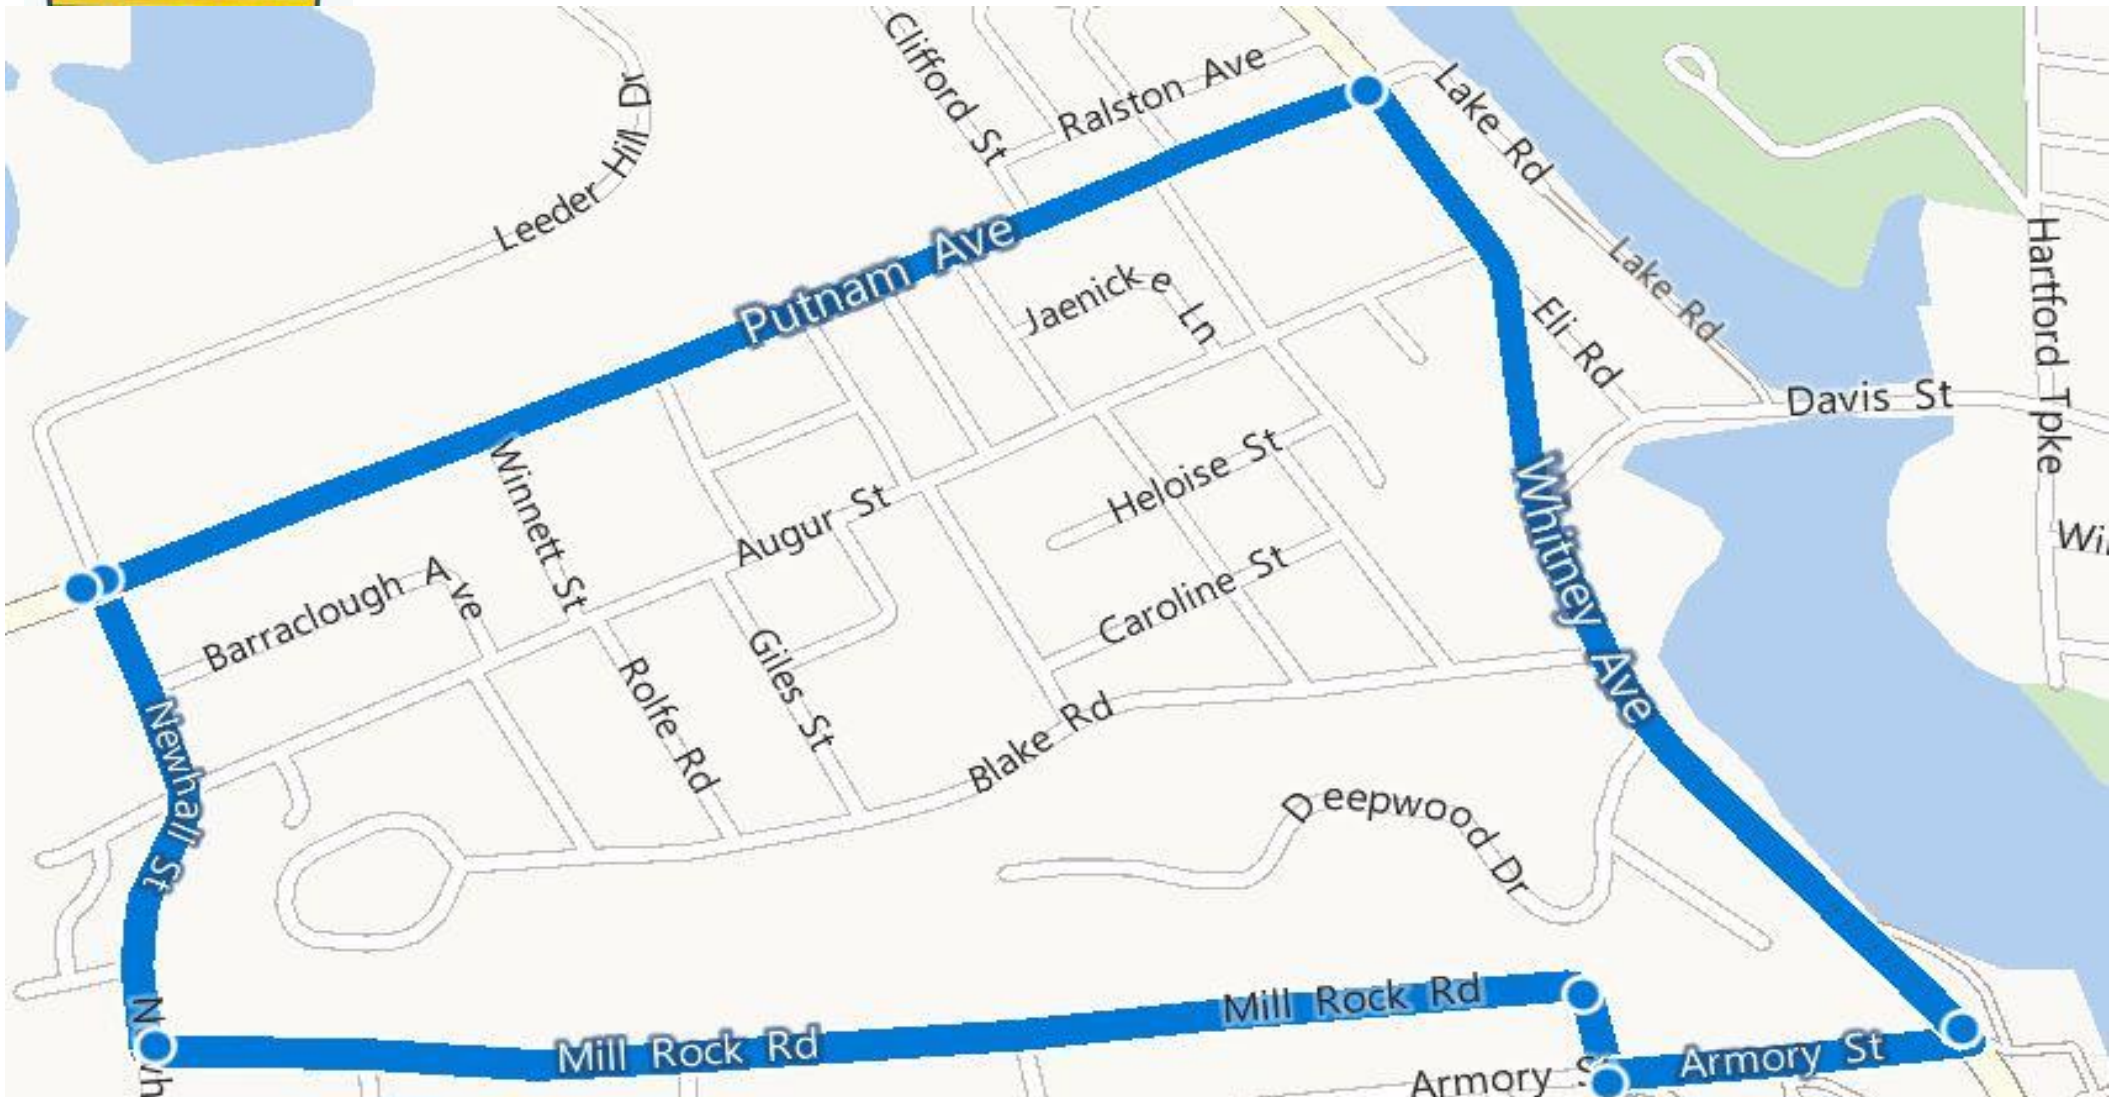 Clifford St
Ralston Ave
Lake Rd
Dr
Hill
Leeder
Putnam Ave
Jaenicke Ln
Lake Rd
Eli Rd
Davis St
Hartford Tpke
Winnett St
Augur St
Heloise St
Whitney Ave
Barraclough Ave
Caroline St
Giles St
Rolfe Rd
Blake Rd
Newhall St
Deepwood Dr
Mill Rock Rd
Mill Rock Rd
Armory St
Armory